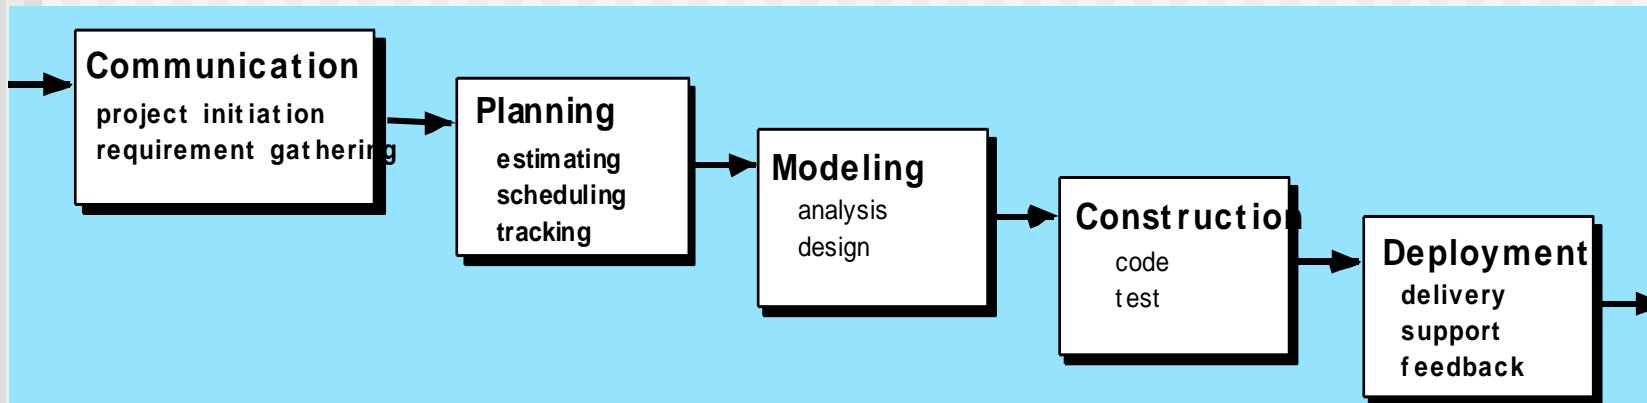 Communication
project initiation
requirement gathering
Planning
estimating
scheduling
tracking
Modeling
analysis
design
Construction
code
test
Deployment
delivery
support
feedback